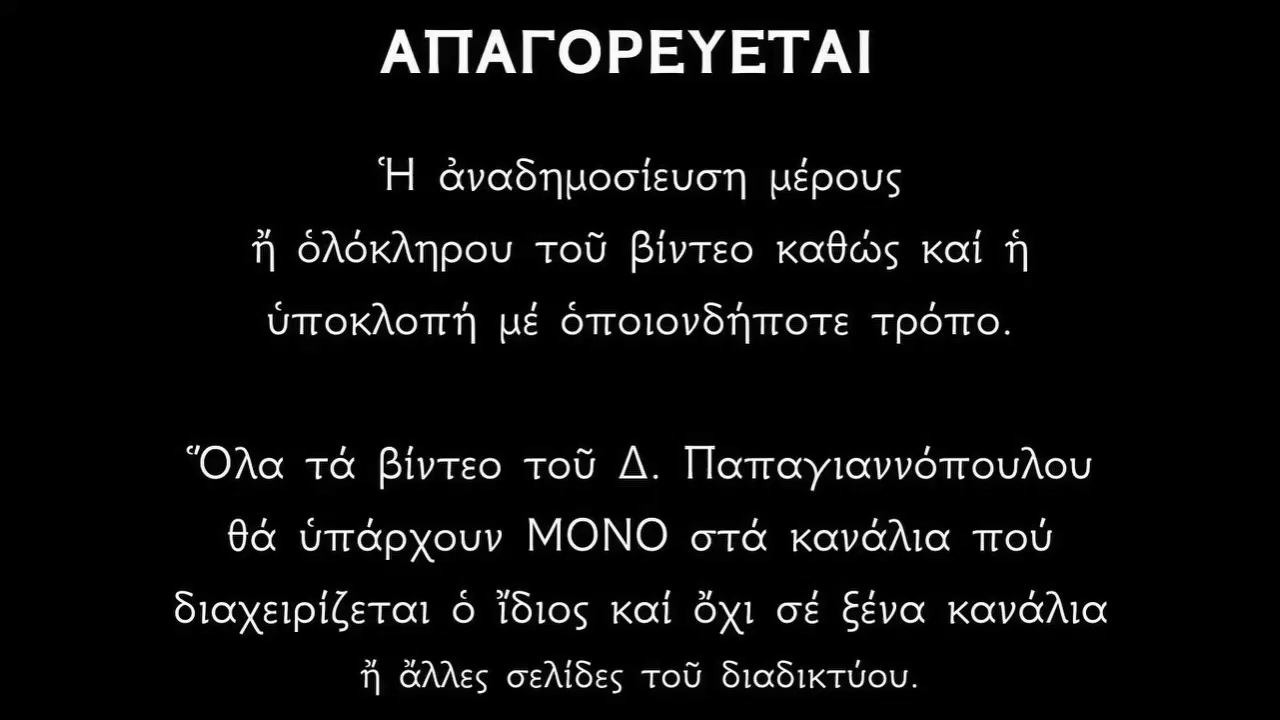 ΑΠΑΓΟΡΕΥΕΤΑΙ
Ἡ ἀναδημοσίευση μέρους
ἤ ὁλόκληρου τοῦ βίντεο καθώς καί ἡ
ὑποκλοπή μέ ὁποιονδήποτε τρόπο.
Ὅλα τά βίντεο τοῦ Δ. Παπαγιαννόπουλου
θά ὑπάρχουν ΜΟΝΟ στά κανάλια πού
διαχειρίζεται ὁ ἴδιος καί ὄχι σέ ξένα κανάλια
ἤ ἄλλες σελίδες τοῦ διαδικτύου.